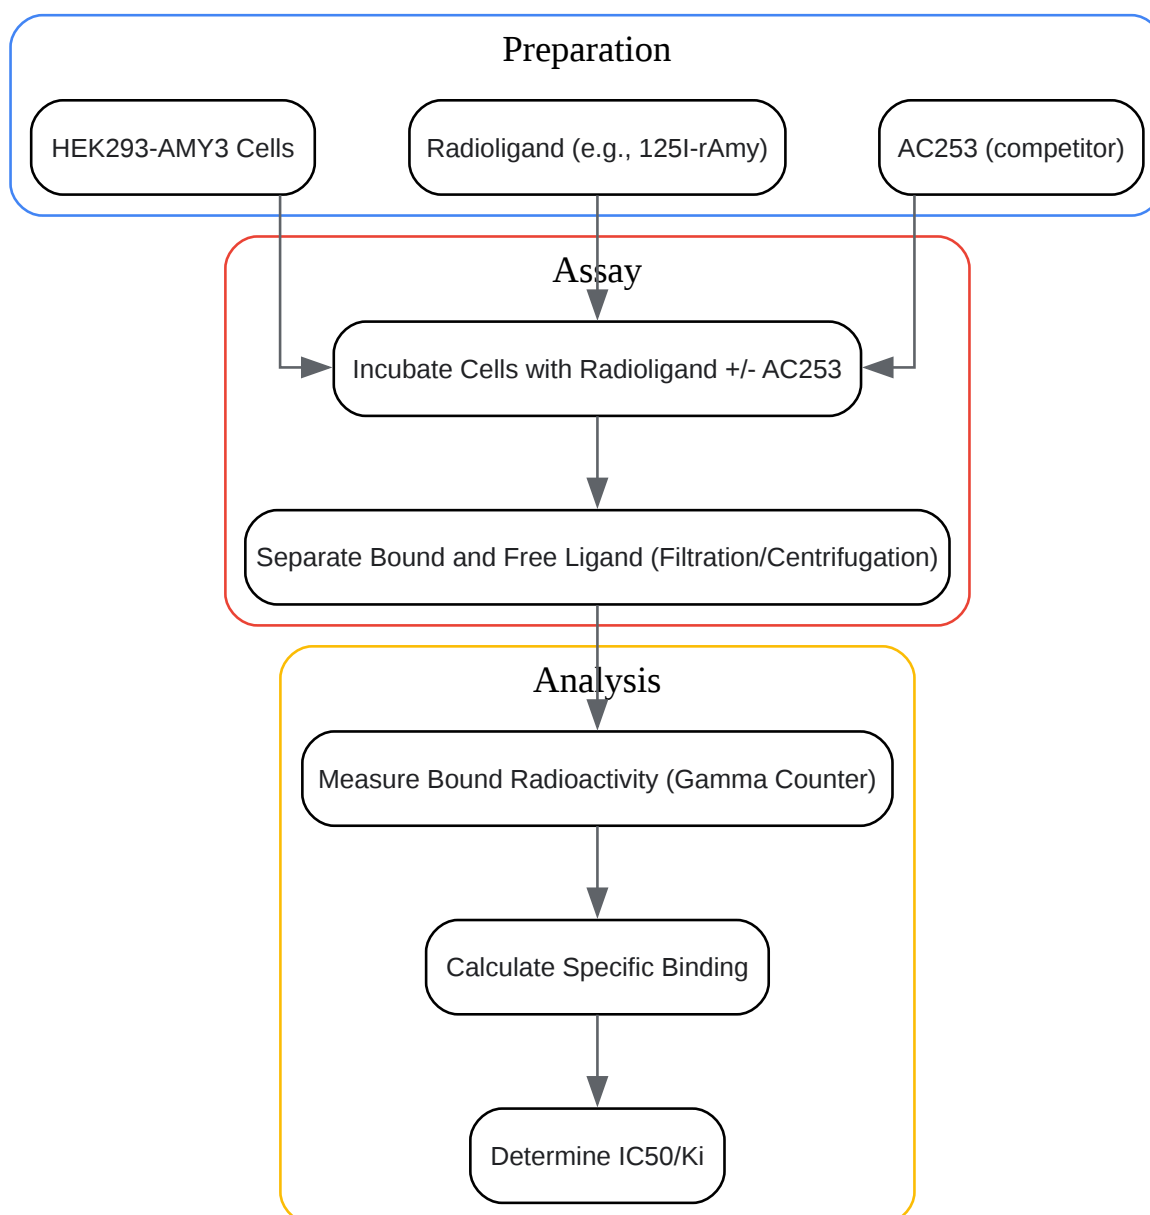 Preparation
HEK293-AMY3 Cells
Radioligand (e.g., 125I-rAmy)
AC253 (competitor)
Assay
Incubate Cells with Radioligand +/- AC253
Separate Bound and Free Ligand (Filtration/Centrifugation)
Analysis
Measure Bound Radioactivity (Gamma Counter)
Calculate Specific Binding
Determine IC50/Ki